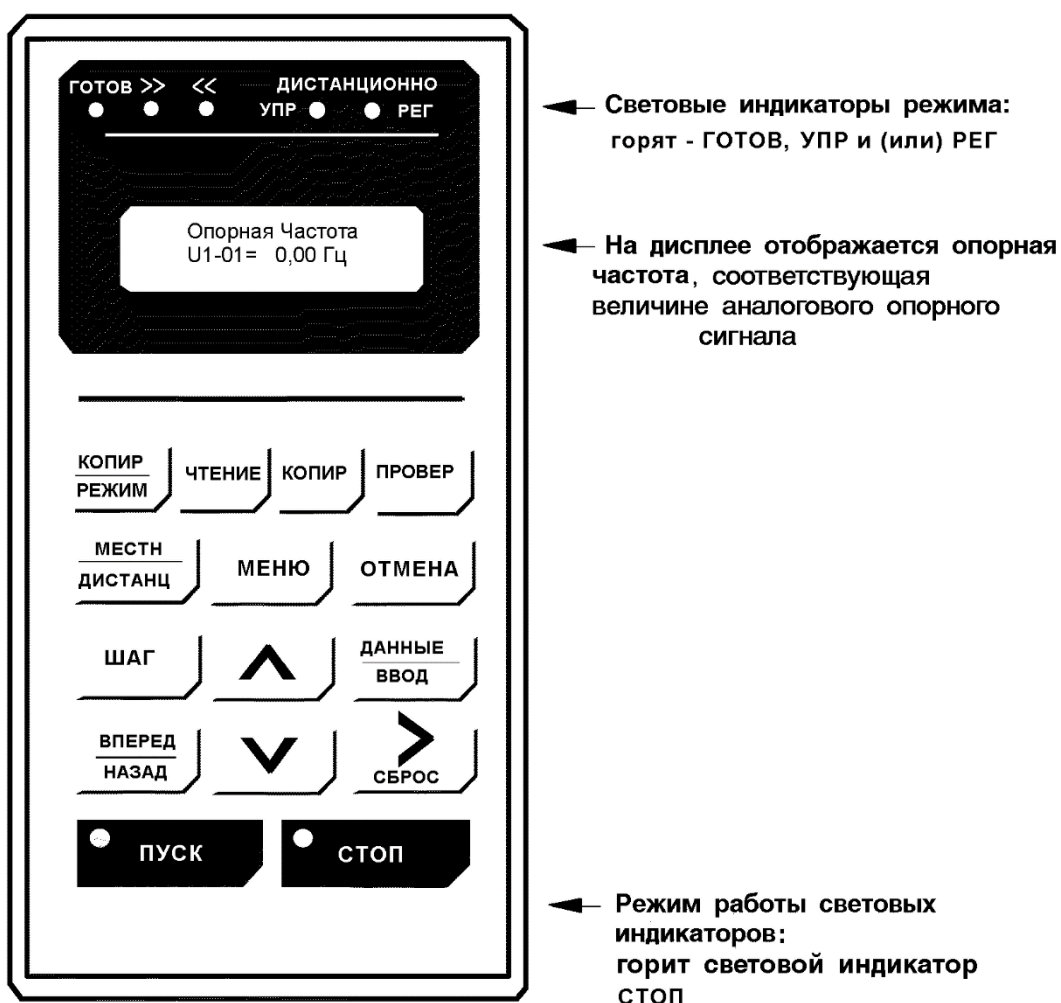 ГОТОВ >> << ДИСТАНЦИОННО
УПР РЕГ
Опорная Частота
U1-01= 0,00 Гц
КОПИР
РЕЖИМ
ЧТЕНИЕ
КОПИР
ПРОВЕР
МЕСТН
ДИСТАНЦ
МЕНЮ
ОТМЕНА
ШАГ
ДАННЫЕ
ВВОД
ВПЕРЕД
НАЗАД
СБРОС
ПУСК
СТОП
Световые индикаторы режима:
горят - ГОТОВ, УПР и (или) РЕГ
На дисплее отображается опорная
частота, соответствующая
величине аналогового опорного
сигнала
Режим работы световых
индикаторов:
горит световой индикатор
СТОП